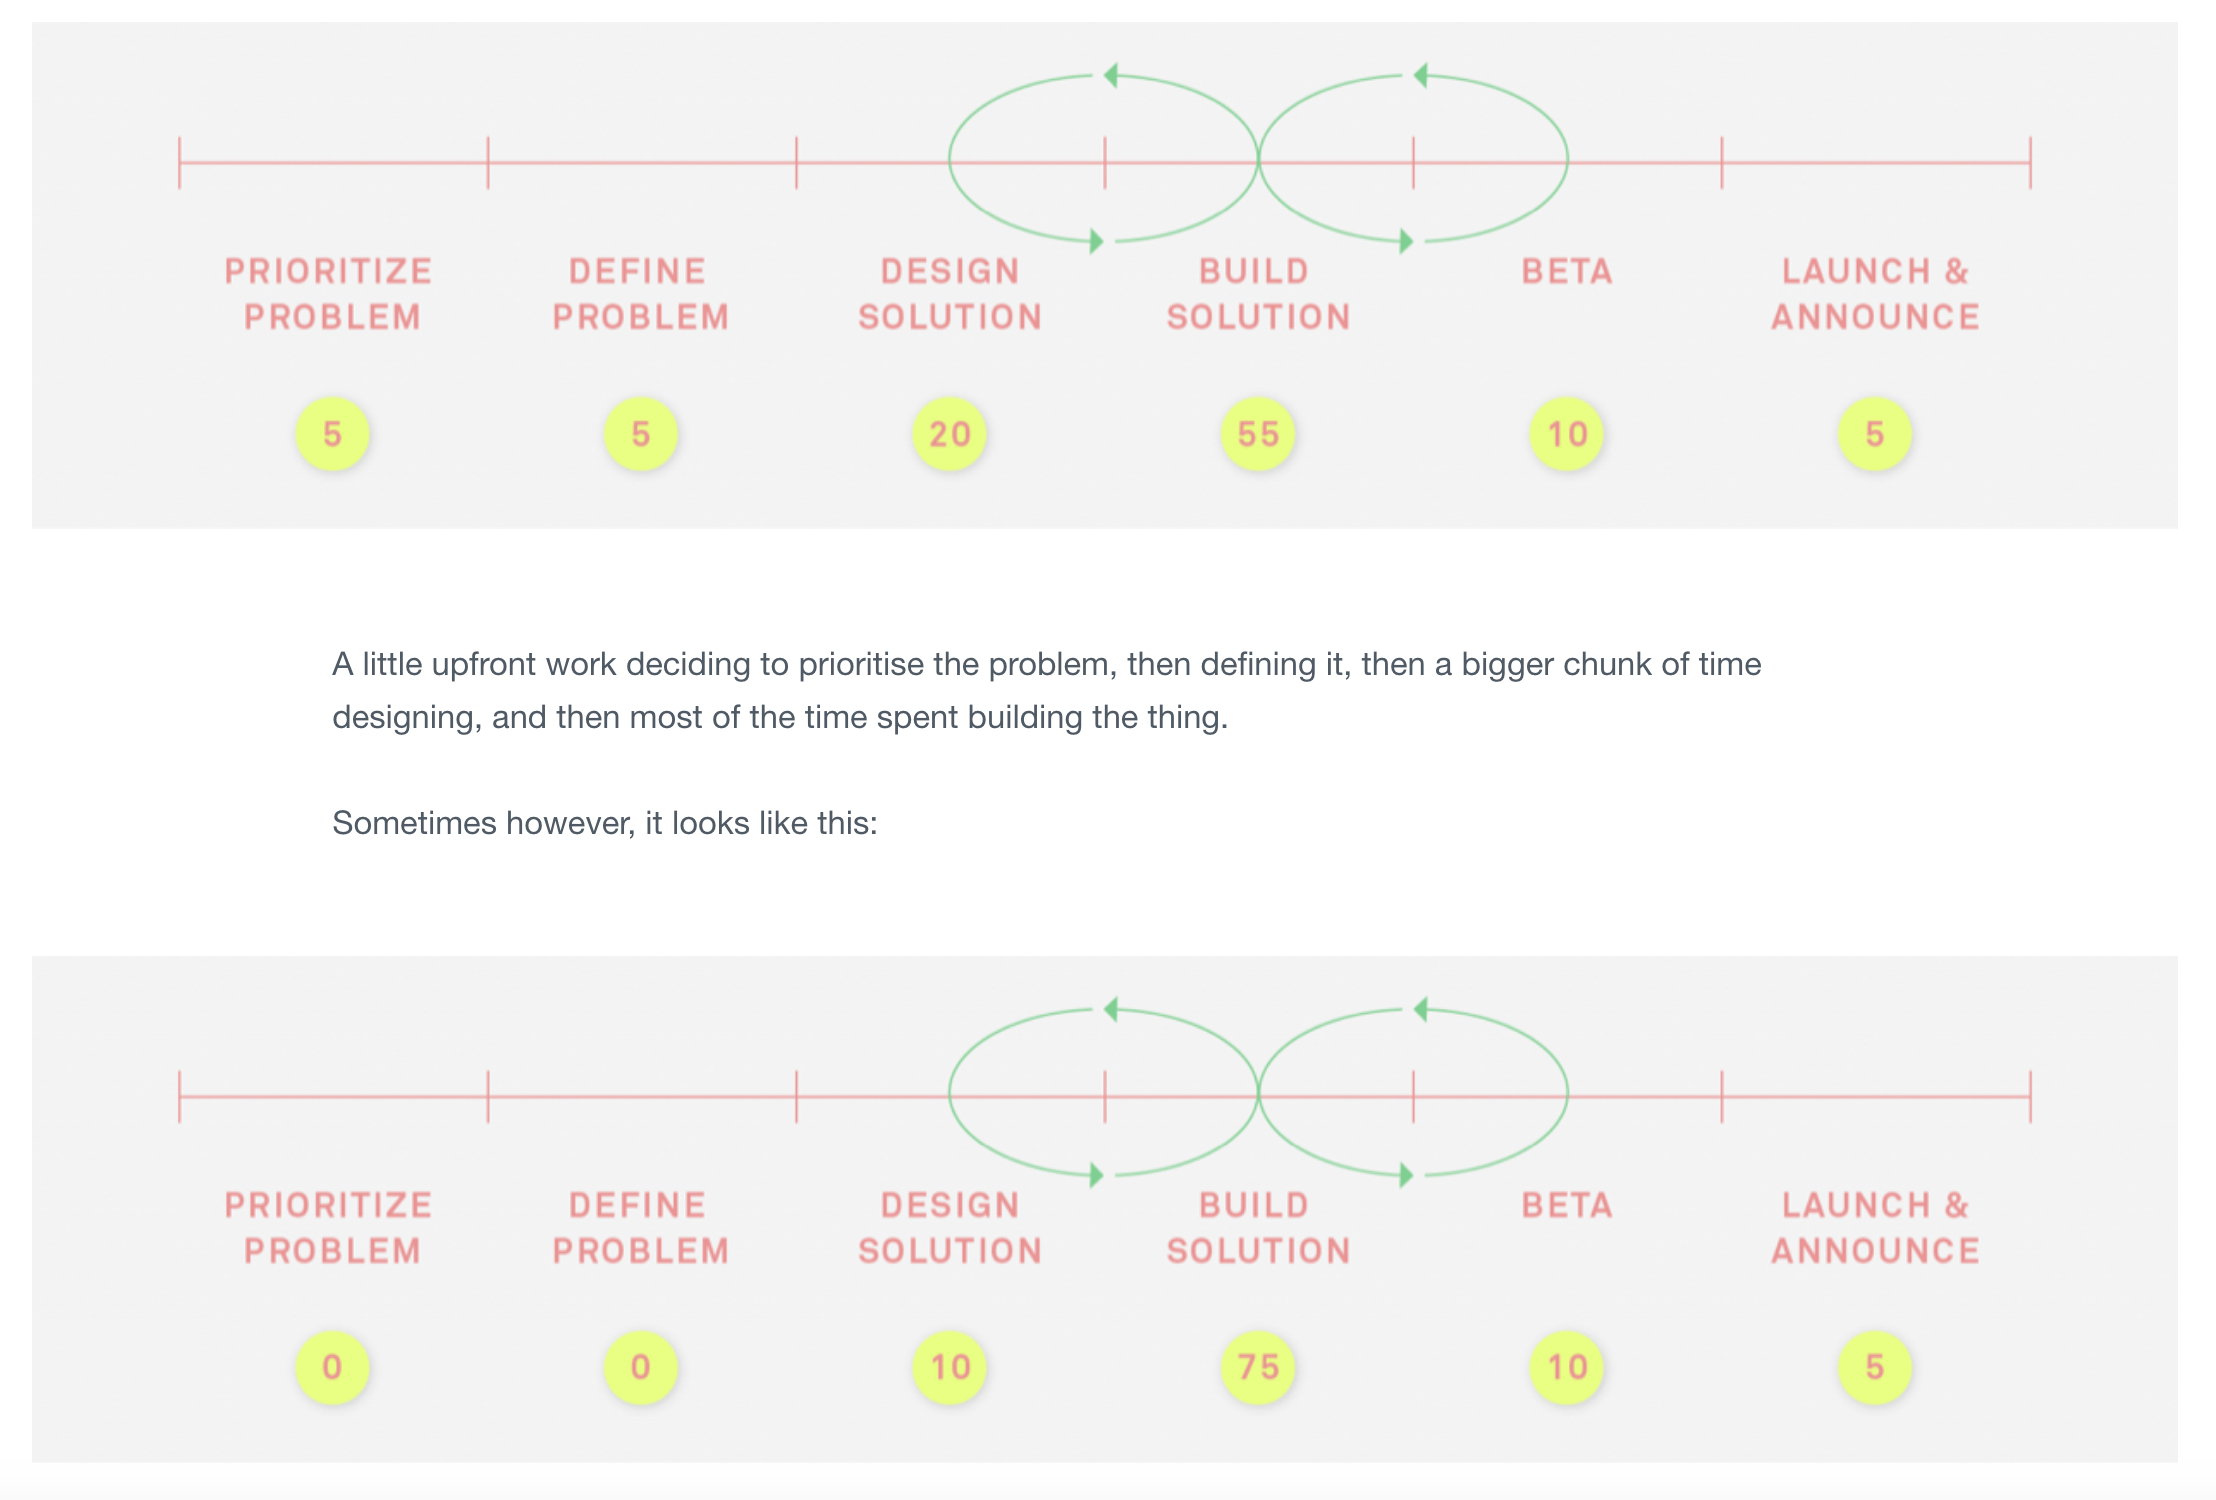 PRIORITIZE PROBLEM
DEFINE PROBLEM
DESIGN SOLUTION
BUILD SOLUTION
BETA
LAUNCH & ANNOUNCE
5 5 20 55 10 5
A little upfront work deciding to prioritise the problem, then defining it, then a bigger chunk of time
designing, and then most of the time spent building the thing.
Sometimes however, it looks like this:
PRIORITIZE PROBLEM
DEFINE PROBLEM
DESIGN SOLUTION
BUILD SOLUTION
BETA
LAUNCH & ANNOUNCE
0 0 10 75 10 5